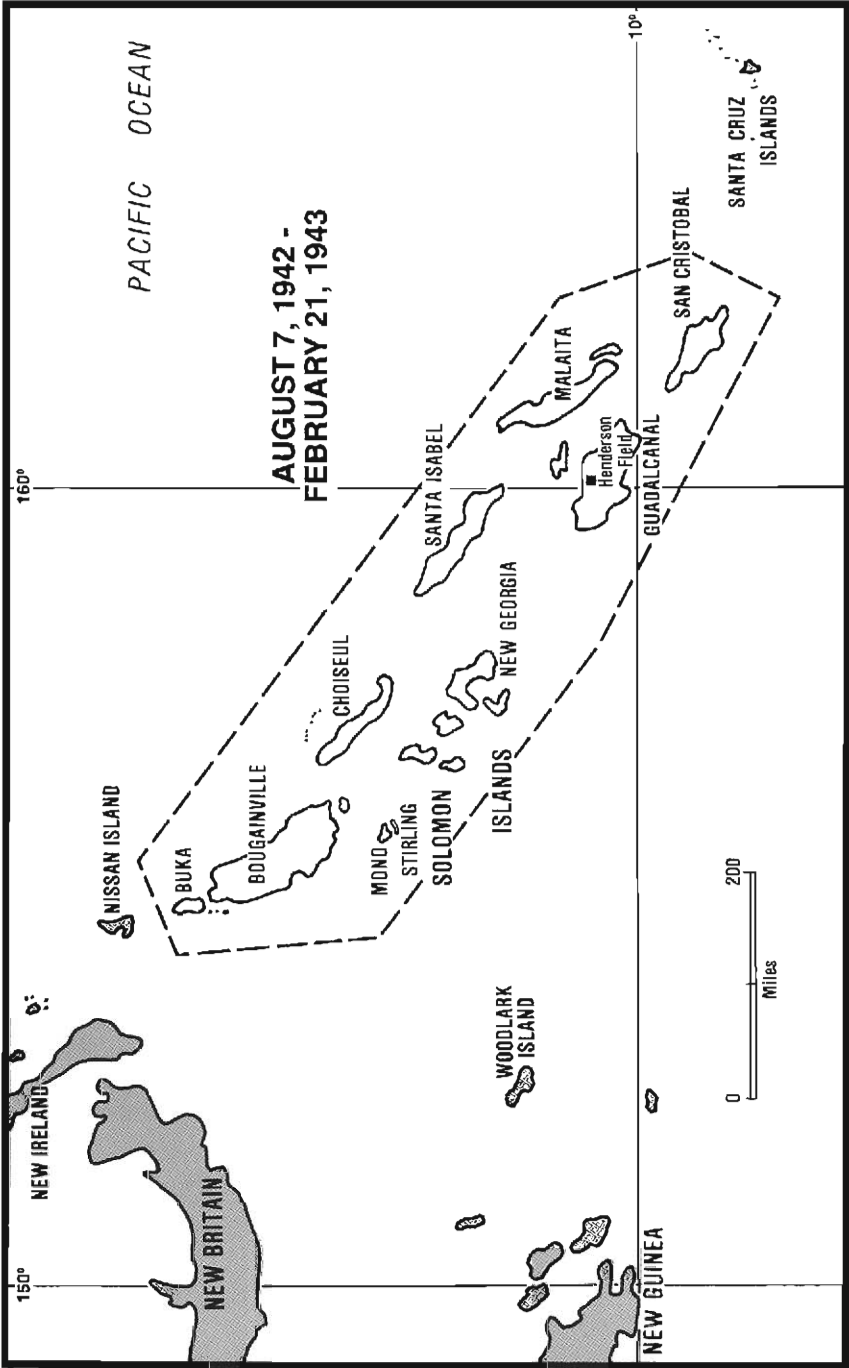 160°
150°
10°
PACIFIC OCEAN
AUGUST 7, 1942 -
FEBRUARY 21, 1943
NEW IRELAND
NISSAN ISLAND
NEW BRITAIN
BUKA
BOUGAINVILLE
CHOISEUL
SANTA ISABEL
MALAITA
MONO
STIRLING
SOLOMON
ISLANDS
NEW GEORGIA
Henderson
Field
GUADALCANAL
SAN CRISTOBAL
SANTA CRUZ
ISLANDS
WOODLARK
ISLAND
NEW GUINEA
0
200
Miles